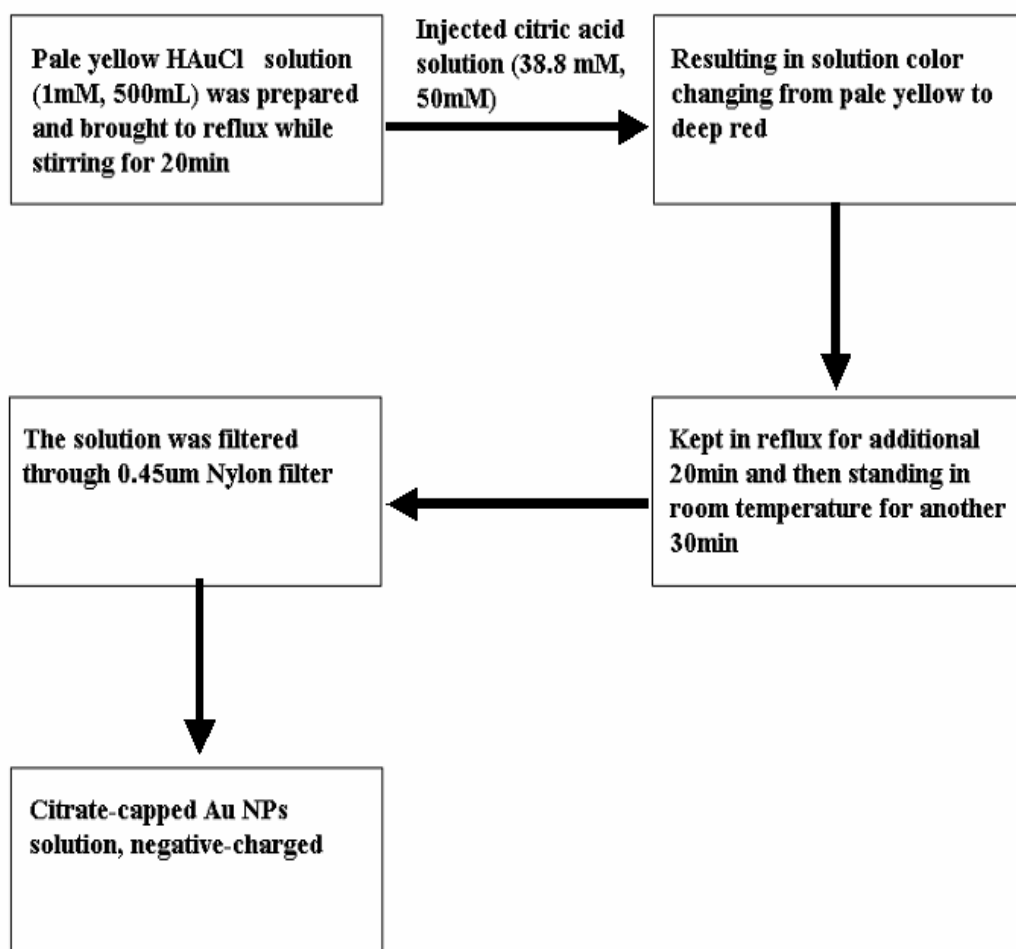 Pale yellow HAuCl solution
(1mM, 500mL) was prepared
and brought to reflux while
stirring for 20min
Injected citric acid
solution (38.8 mM,
50mM)
Resulting in solution color
changing from pale yellow to
deep red
Kept in reflux for additional
20min and then standing in
room temperature for another
30min
The solution was filtered
through 0.45um Nylon filter
Citrate-capped Au NPs
solution, negative-charged